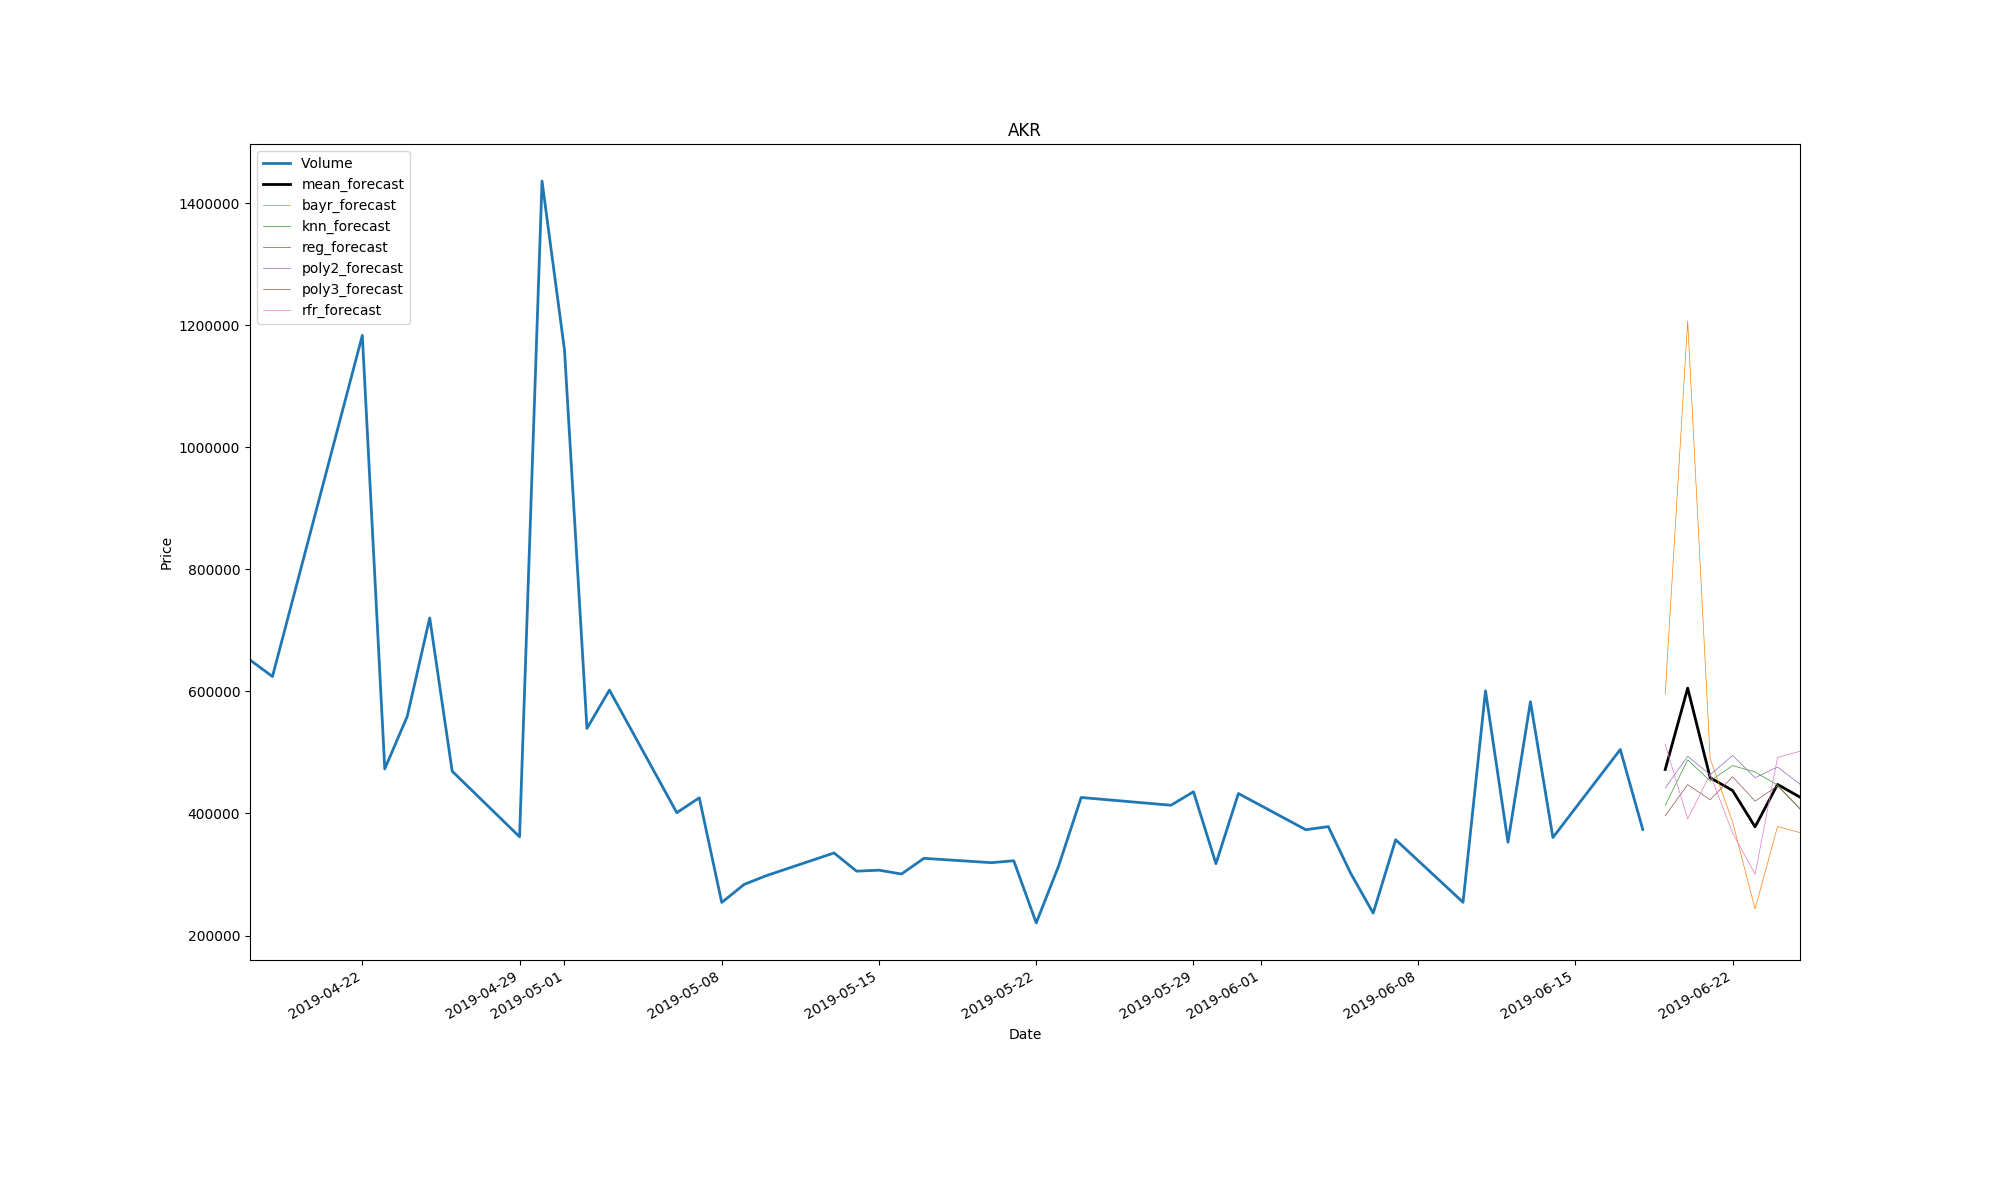 AKR
Volume
mean_forecast
bayr_forecast
knn_forecast
reg_forecast
poly2_forecast
poly3_forecast
rfr_forecast
1400000
1200000
1000000
800000
600000
400000
200000
Price
2019-04-22
2019-04-29
2019-05-01
2019-05-08
2019-05-15
2019-05-22
2019-05-29
2019-06-01
2019-06-08
2019-06-15
2019-06-22
Date